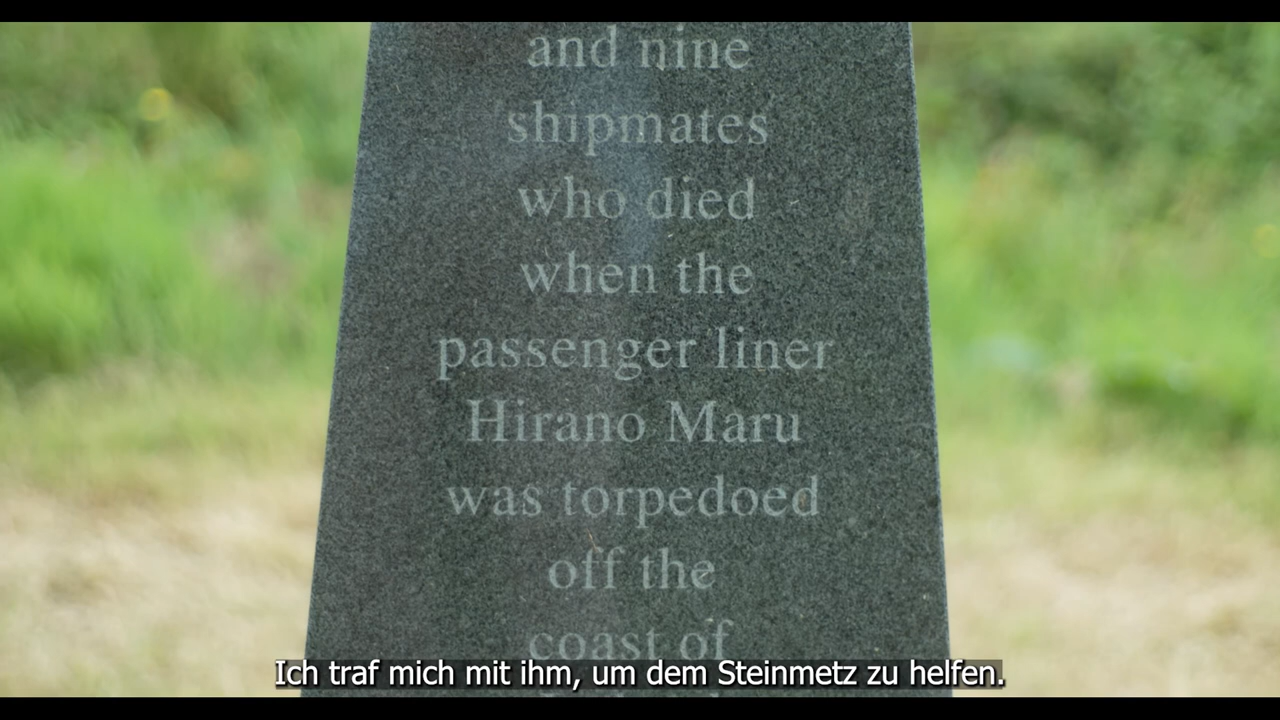 and nine
shipmates
who died
when the
passenger liner
Hirano Maru
was torpedoed
off the
coast of
Ich traf mich mit ihm, um dem Steinmetz zu helfen.